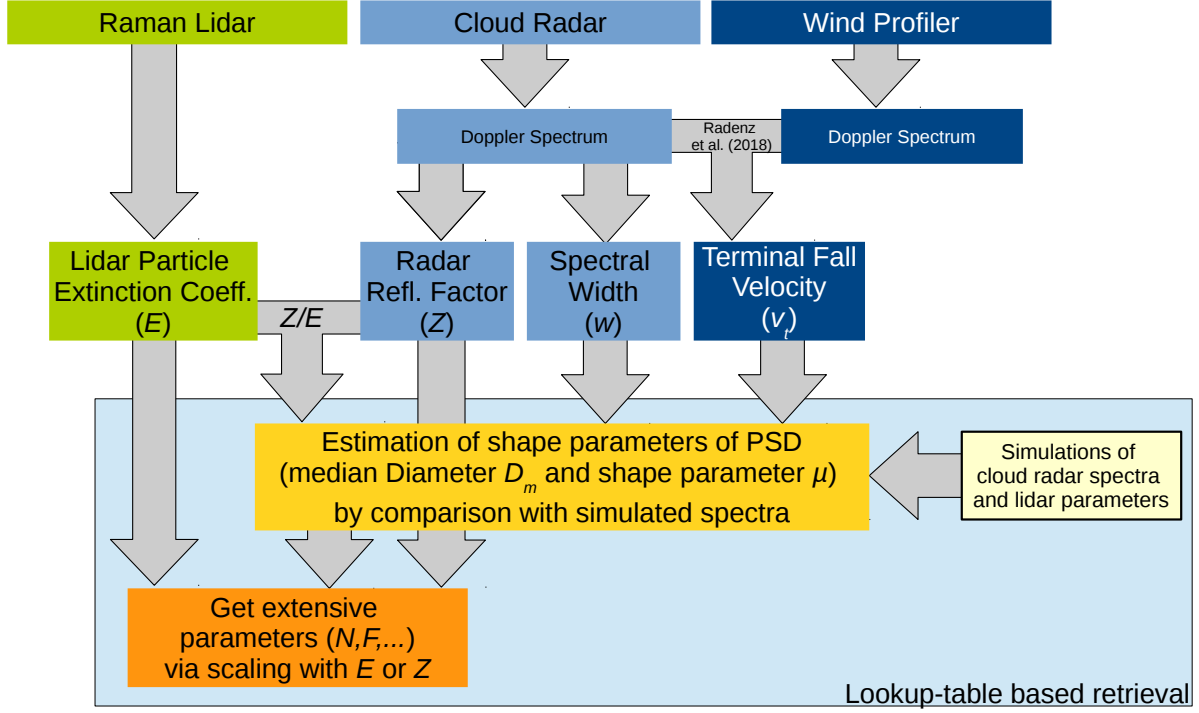 Raman Lidar
Cloud Radar
Wind Profiler
Doppler Spectrum
Radenz
et al. (2018)
Doppler Spectrum
Lidar Particle
Extinction Coeff.
(E)
Z/E
Radar
Refl. Factor
(Z)
Spectral
Width
(w)
Terminal Fall
Velocity
(v_t)
Estimation of shape parameters of PSD
(median Diameter D_m and shape parameter μ)
by comparison with simulated spectra
Simulations of
cloud radar spectra
and lidar parameters
Get extensive
parameters (N,F,...)
via scaling with E or Z
Lookup-table based retrieval